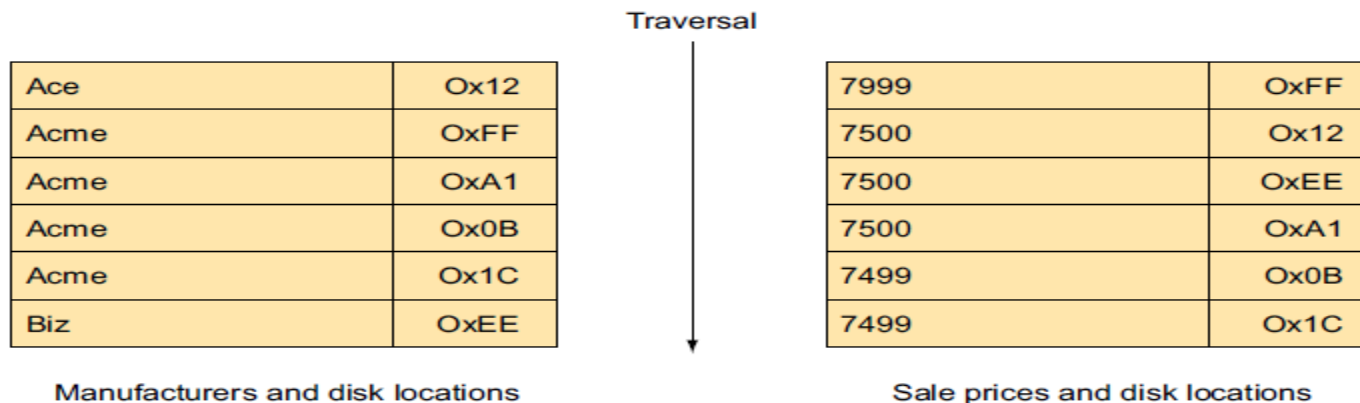 Traversal
Ace Ox12 7999 OxFF
Acme OxFF 7500 Ox12
Acme OxA1 7500 OxEE
Acme Ox0B 7500 OxA1
Acme Ox1C 7499 Ox0B
Biz OxEE 7499 Ox1C
Manufacturers and disk locations Sale prices and disk locations